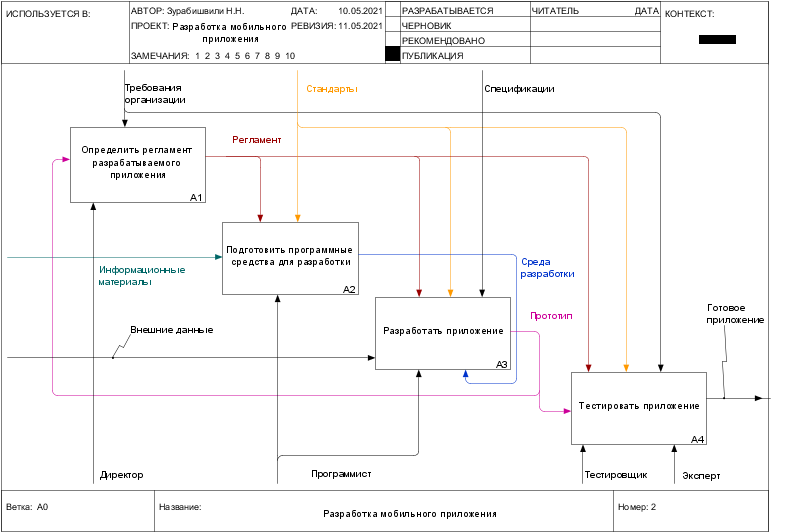 ИСПОЛЬЗУЕТСЯ В:
АВТОР: Зурабишвили Н.Н.
ДАТА: 10.05.2021
ПРОЕКТ: Разработка мобильного
приложения
РЕВИЗИЯ: 11.05.2021
ЗАМЕЧАНИЯ: 1 2 3 4 5 6 7 8 9 10
РАЗРАБАТЫВАЕТСЯ
ЧЕРНОВИК
РЕКОМЕНДОВАНО
ПУБЛИКАЦИЯ
ЧИТАТЕЛЬ
ДАТА
КОНТЕКСТ:
Требования
организации
Стандарты
Спецификации
Определить регламент
разрабатываемого
приложения
A1
Регламент
Подготовить программные
средства для разработки
A2
Информационные
материалы
Среда
разработки
Внешние данные
Разработать приложение
A3
Прототип
Готовое
приложение
Тестировать приложение
A4
Директор
Программист
Тестировщик
Эксперт
Ветка: A0
Название:
Разработка мобильного приложения
Номер: 2